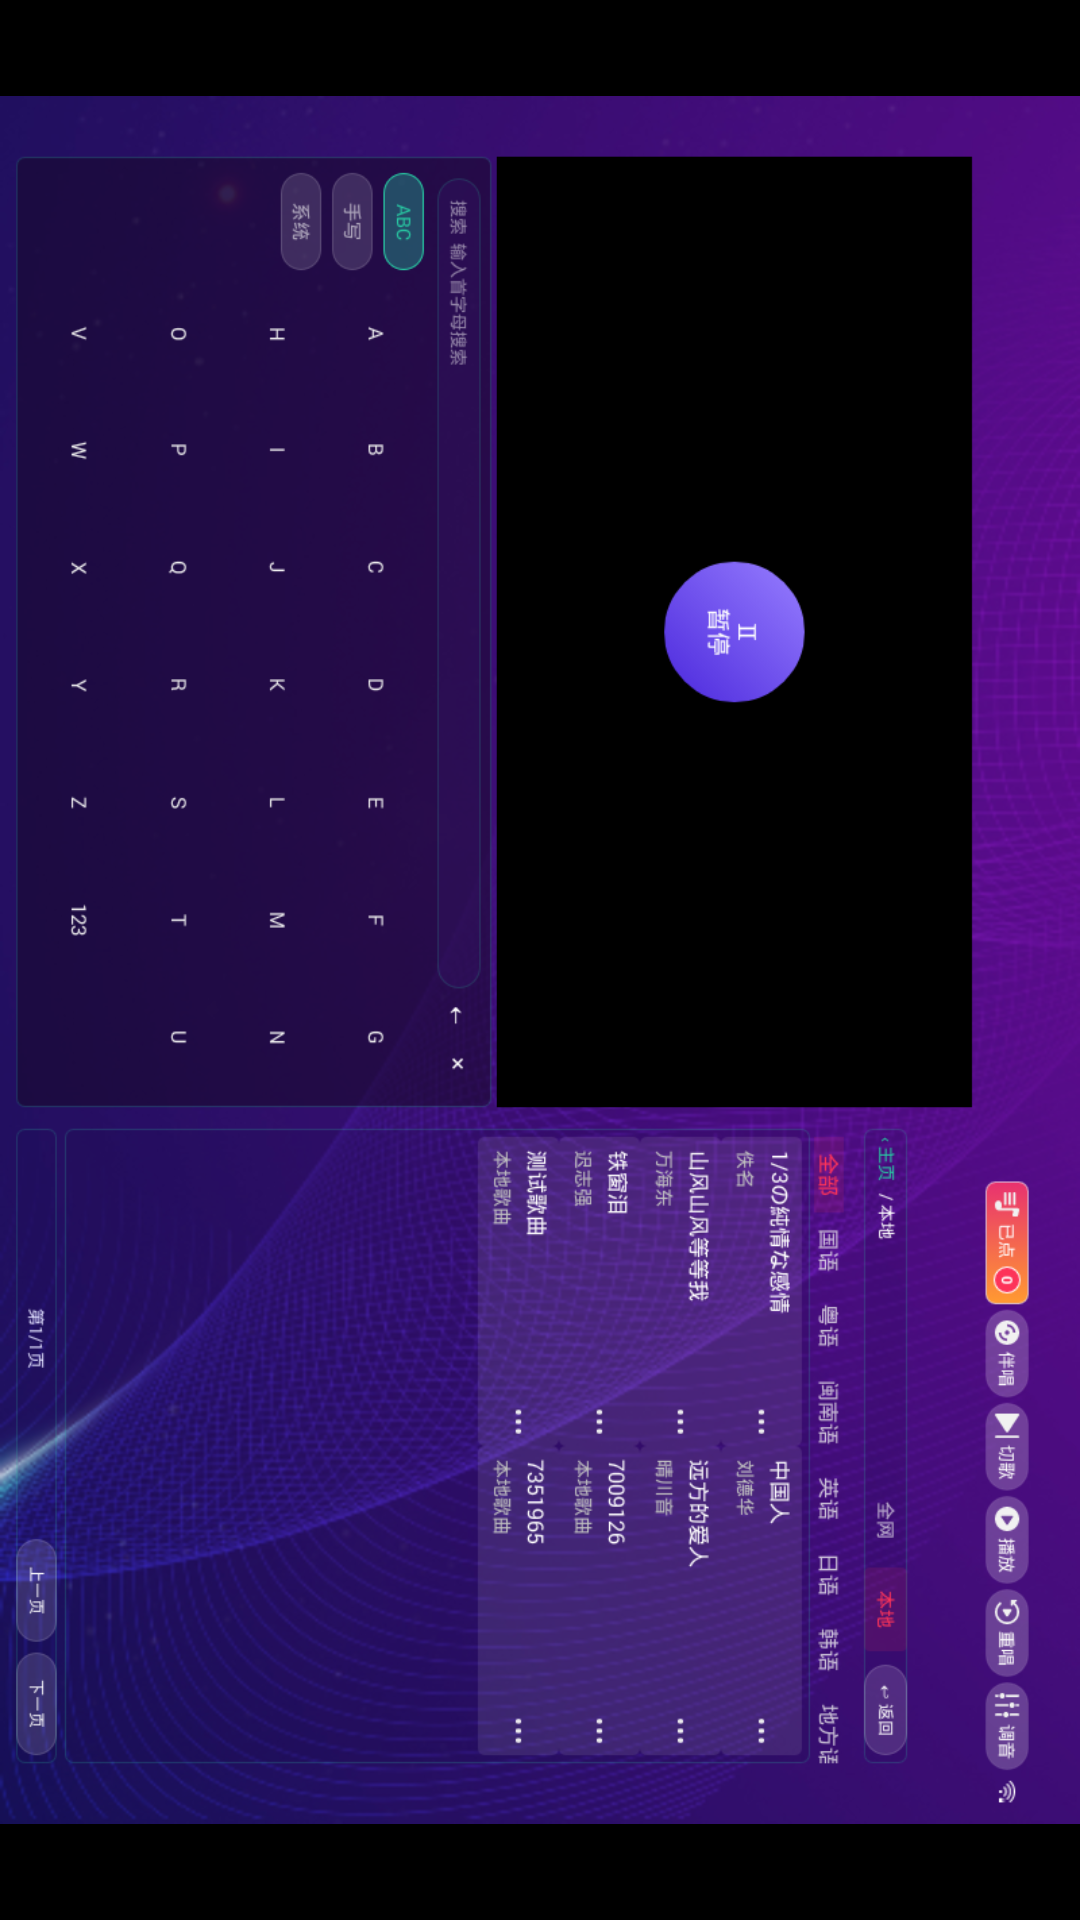 已点 0 伴唱 切歌 播放 重唱 调音
II
暂停
搜索 输入首字母搜索 ← ×
ABC
手写
系统
A B C D E F G
H I J K L M N
O P Q R S T U
V W X Y Z 123
‹主页 / 本地 全网 本地 ↩返回
全部 国语 粤语 闽南语 英语 日语 韩语 地方语
1/3の純情な感情
佚名
中国人
刘德华
山风山风等等我
万海东
远方的爱人
晴川音
铁窗泪
迟志强
7009126
本地歌曲
测试歌曲
本地歌曲
7351965
本地歌曲
第1/1页 上一页 下一页